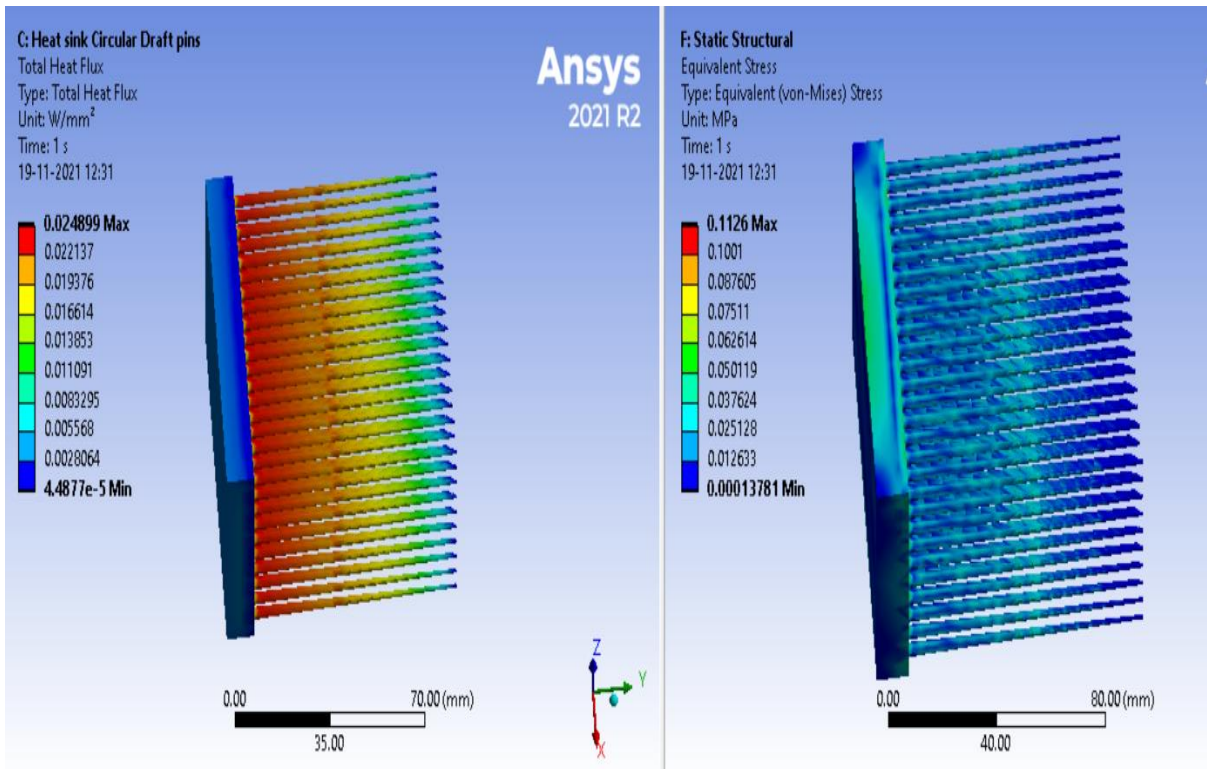 C: Heat sink Circular Draft pins
Total Heat Flux
Type: Total Heat Flux
Unit: W/mm²
Time: 1 s
19-11-2021 12:31
0.024899 Max
0.022137
0.019376
0.016614
0.013853
0.011091
0.0083295
0.005568
0.0028064
4.4877e-5 Min
Ansys
2021 R2
Z
Y
X
0.00
70.00 (mm)
35.00
F: Static Structural
Equivalent Stress
Type: Equivalent (von-Mises) Stress
Unit: MPa
Time: 1 s
19-11-2021 12:31
0.1126 Max
0.1001
0.087605
0.07511
0.062614
0.050119
0.037624
0.025128
0.012633
0.00013781 Min
0.00
80.00 (mm)
40.00